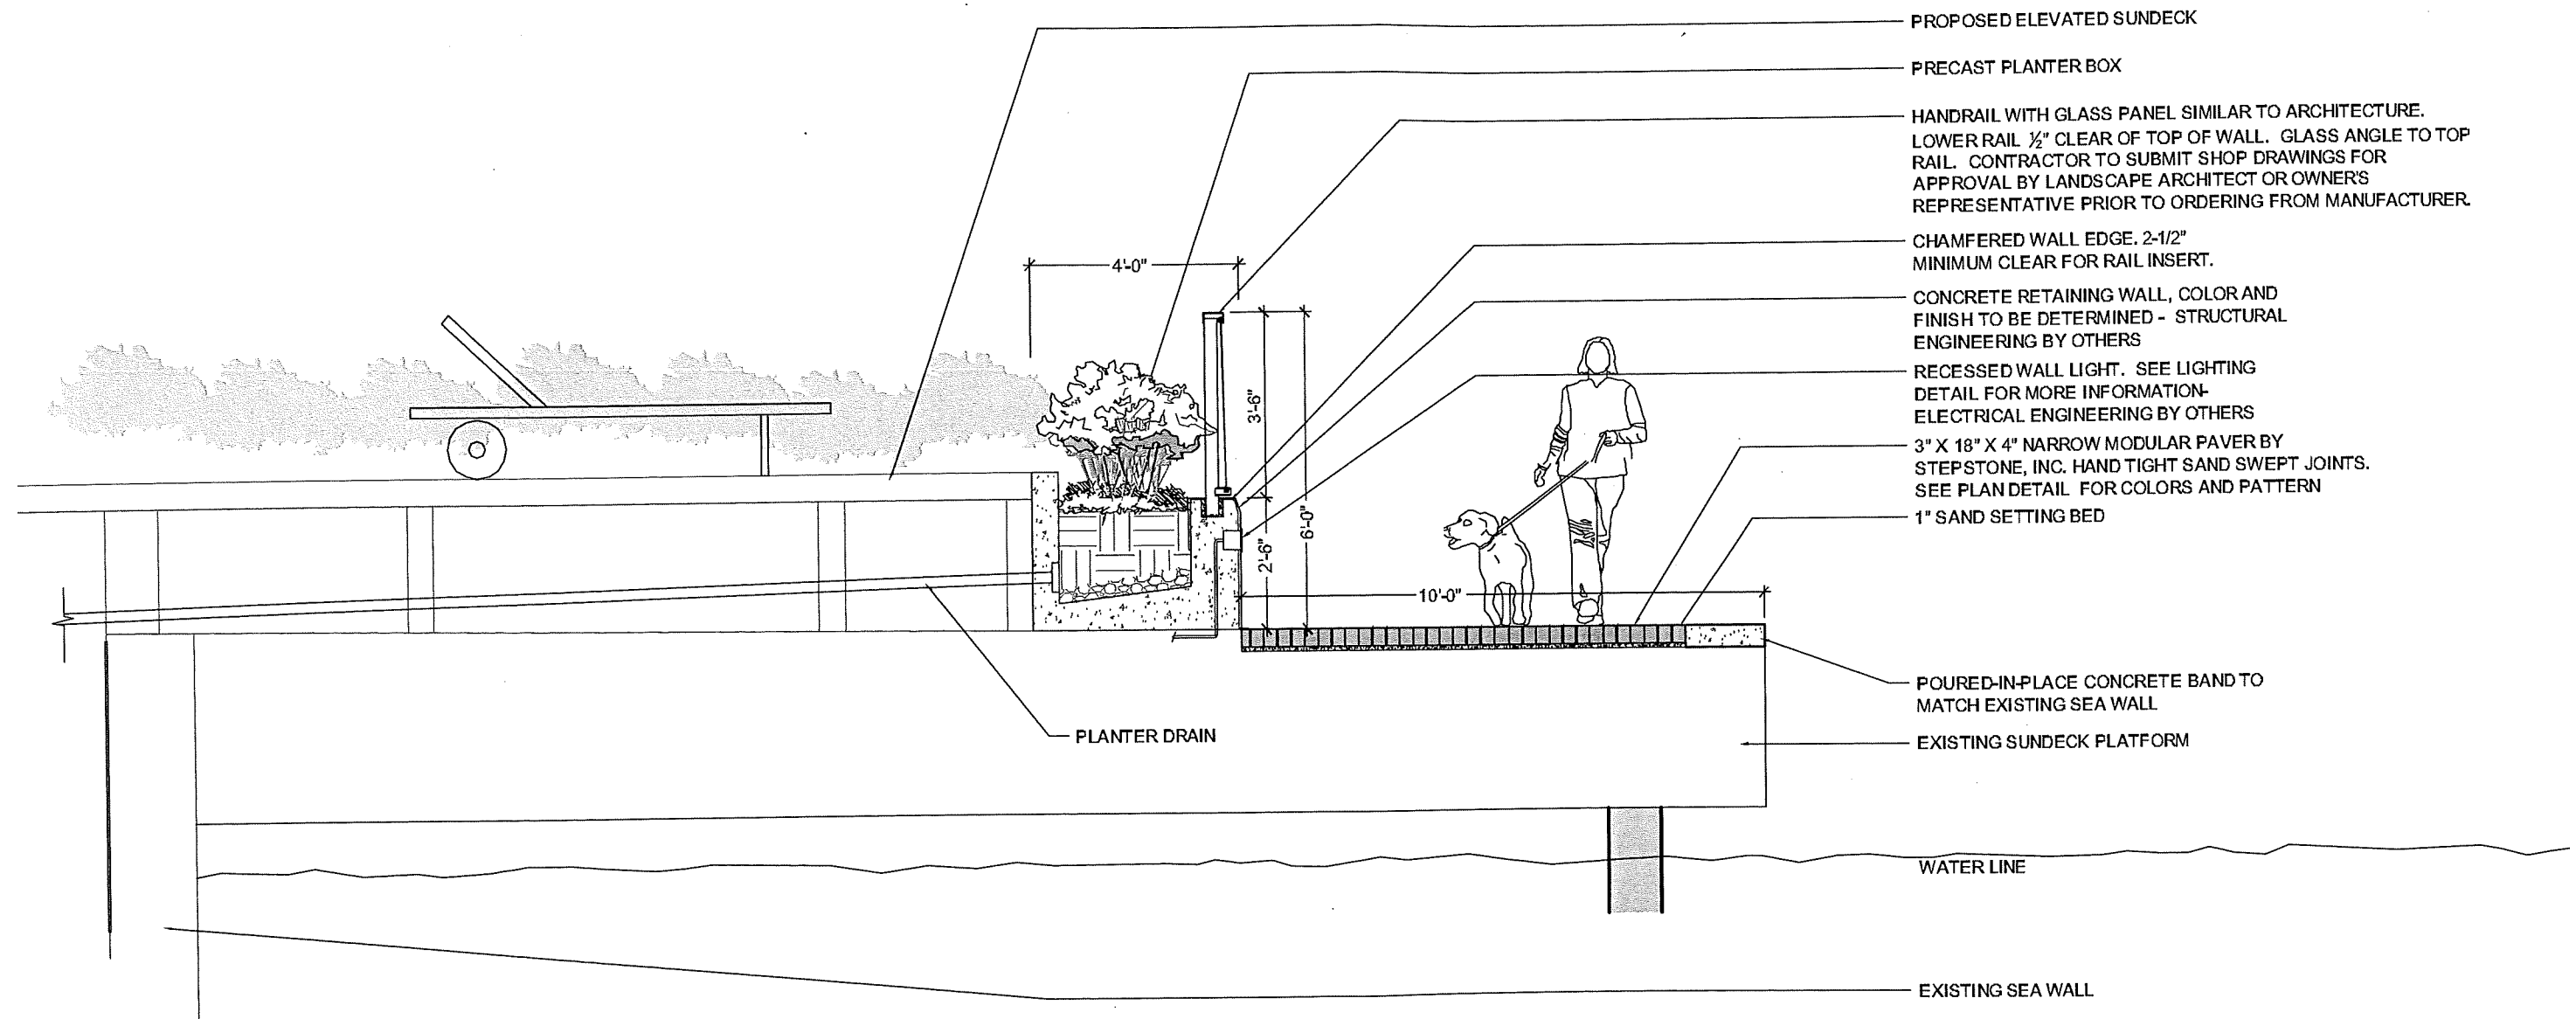 PROPOSED ELEVATED SUNDECK
PRECAST PLANTER BOX
HANDRAIL WITH GLASS PANEL SIMILAR TO ARCHITECTURE.
LOWER RAIL ½" CLEAR OF TOP OF WALL. GLASS ANGLE TO TOP
RAIL. CONTRACTOR TO SUBMIT SHOP DRAWINGS FOR
APPROVAL BY LANDSCAPE ARCHITECT OR OWNER'S
REPRESENTATIVE PRIOR TO ORDERING FROM MANUFACTURER.
CHAMFERED WALL EDGE. 2-1/2"
MINIMUM CLEAR FOR RAIL INSERT.
CONCRETE RETAINING WALL, COLOR AND
FINISH TO BE DETERMINED - STRUCTURAL
ENGINEERING BY OTHERS
RECESSED WALL LIGHT. SEE LIGHTING
DETAIL FOR MORE INFORMATION-
ELECTRICAL ENGINEERING BY OTHERS
3" X 18" X 4" NARROW MODULAR PAVER BY
STEPSTONE, INC. HAND TIGHT SAND SWEPT JOINTS.
SEE PLAN DETAIL FOR COLORS AND PATTERN
1" SAND SETTING BED
4'-0"
3'-6"
6'-0"
2'-6"
10'-0"
POURED-IN-PLACE CONCRETE BAND TO
MATCH EXISTING SEA WALL
PLANTER DRAIN
EXISTING SUNDECK PLATFORM
WATER LINE
EXISTING SEA WALL